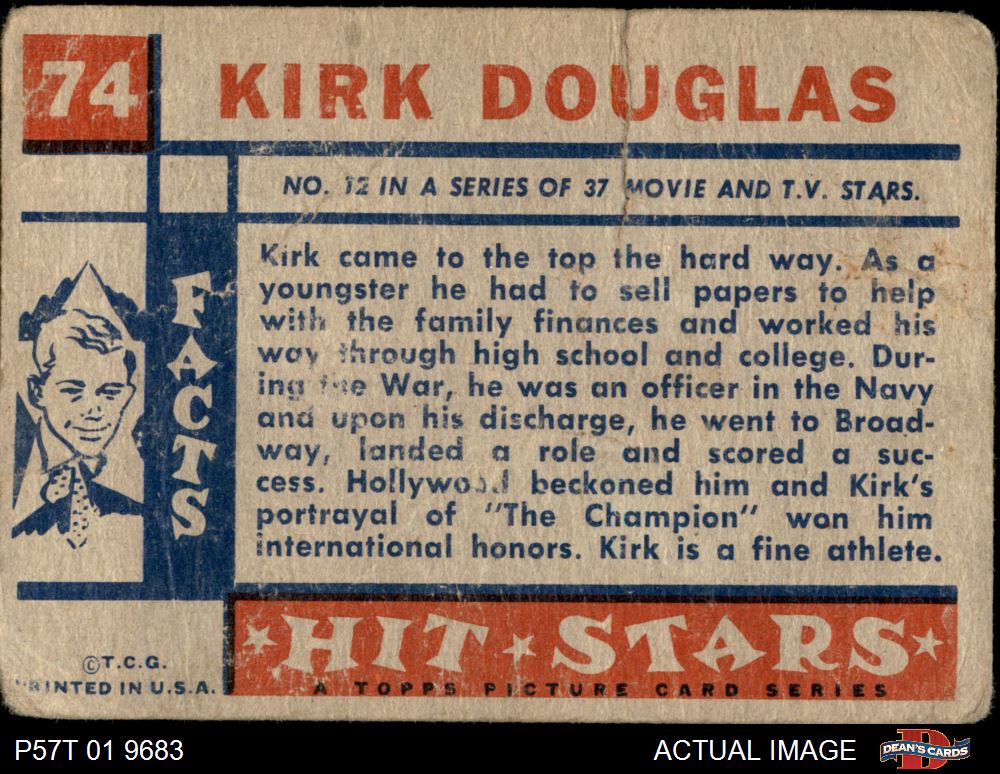 74
KIRK DOUGLAS
NO. 12 IN A SERIES OF 37 MOVIE AND T.V. STARS.
FACTS
Kirk came to the top the hard way. As a
youngster he had to sell papers to help
with the family finances and worked his
way through high school and college. Dur-
ing the War, he was an officer in the Navy
and upon his discharge, he went to Broad-
way, landed a role and scored a suc-
cess. Hollywood beckoned him and Kirk's
portrayal of "The Champion" won him
international honors. Kirk is a fine athlete.
HIT STARS
A TOPPS PICTURE CARD SERIES
©T.C.G.
PRINTED IN U.S.A.
P57T 01 9683
ACTUAL IMAGE
DEAN'S CARDS